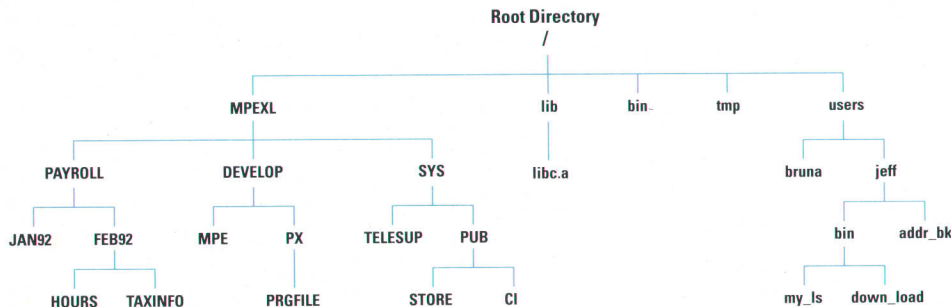 Root Directory
/
MPEXL lib bin tmp users
PAYROLL DEVELOP SYS libc.a bruna jeff
JAN92 FEB92 MPE PX TELESUP PUB bin addr_bk
HOURS TAXINFO PRGFILE STORE CI my_ls down_load